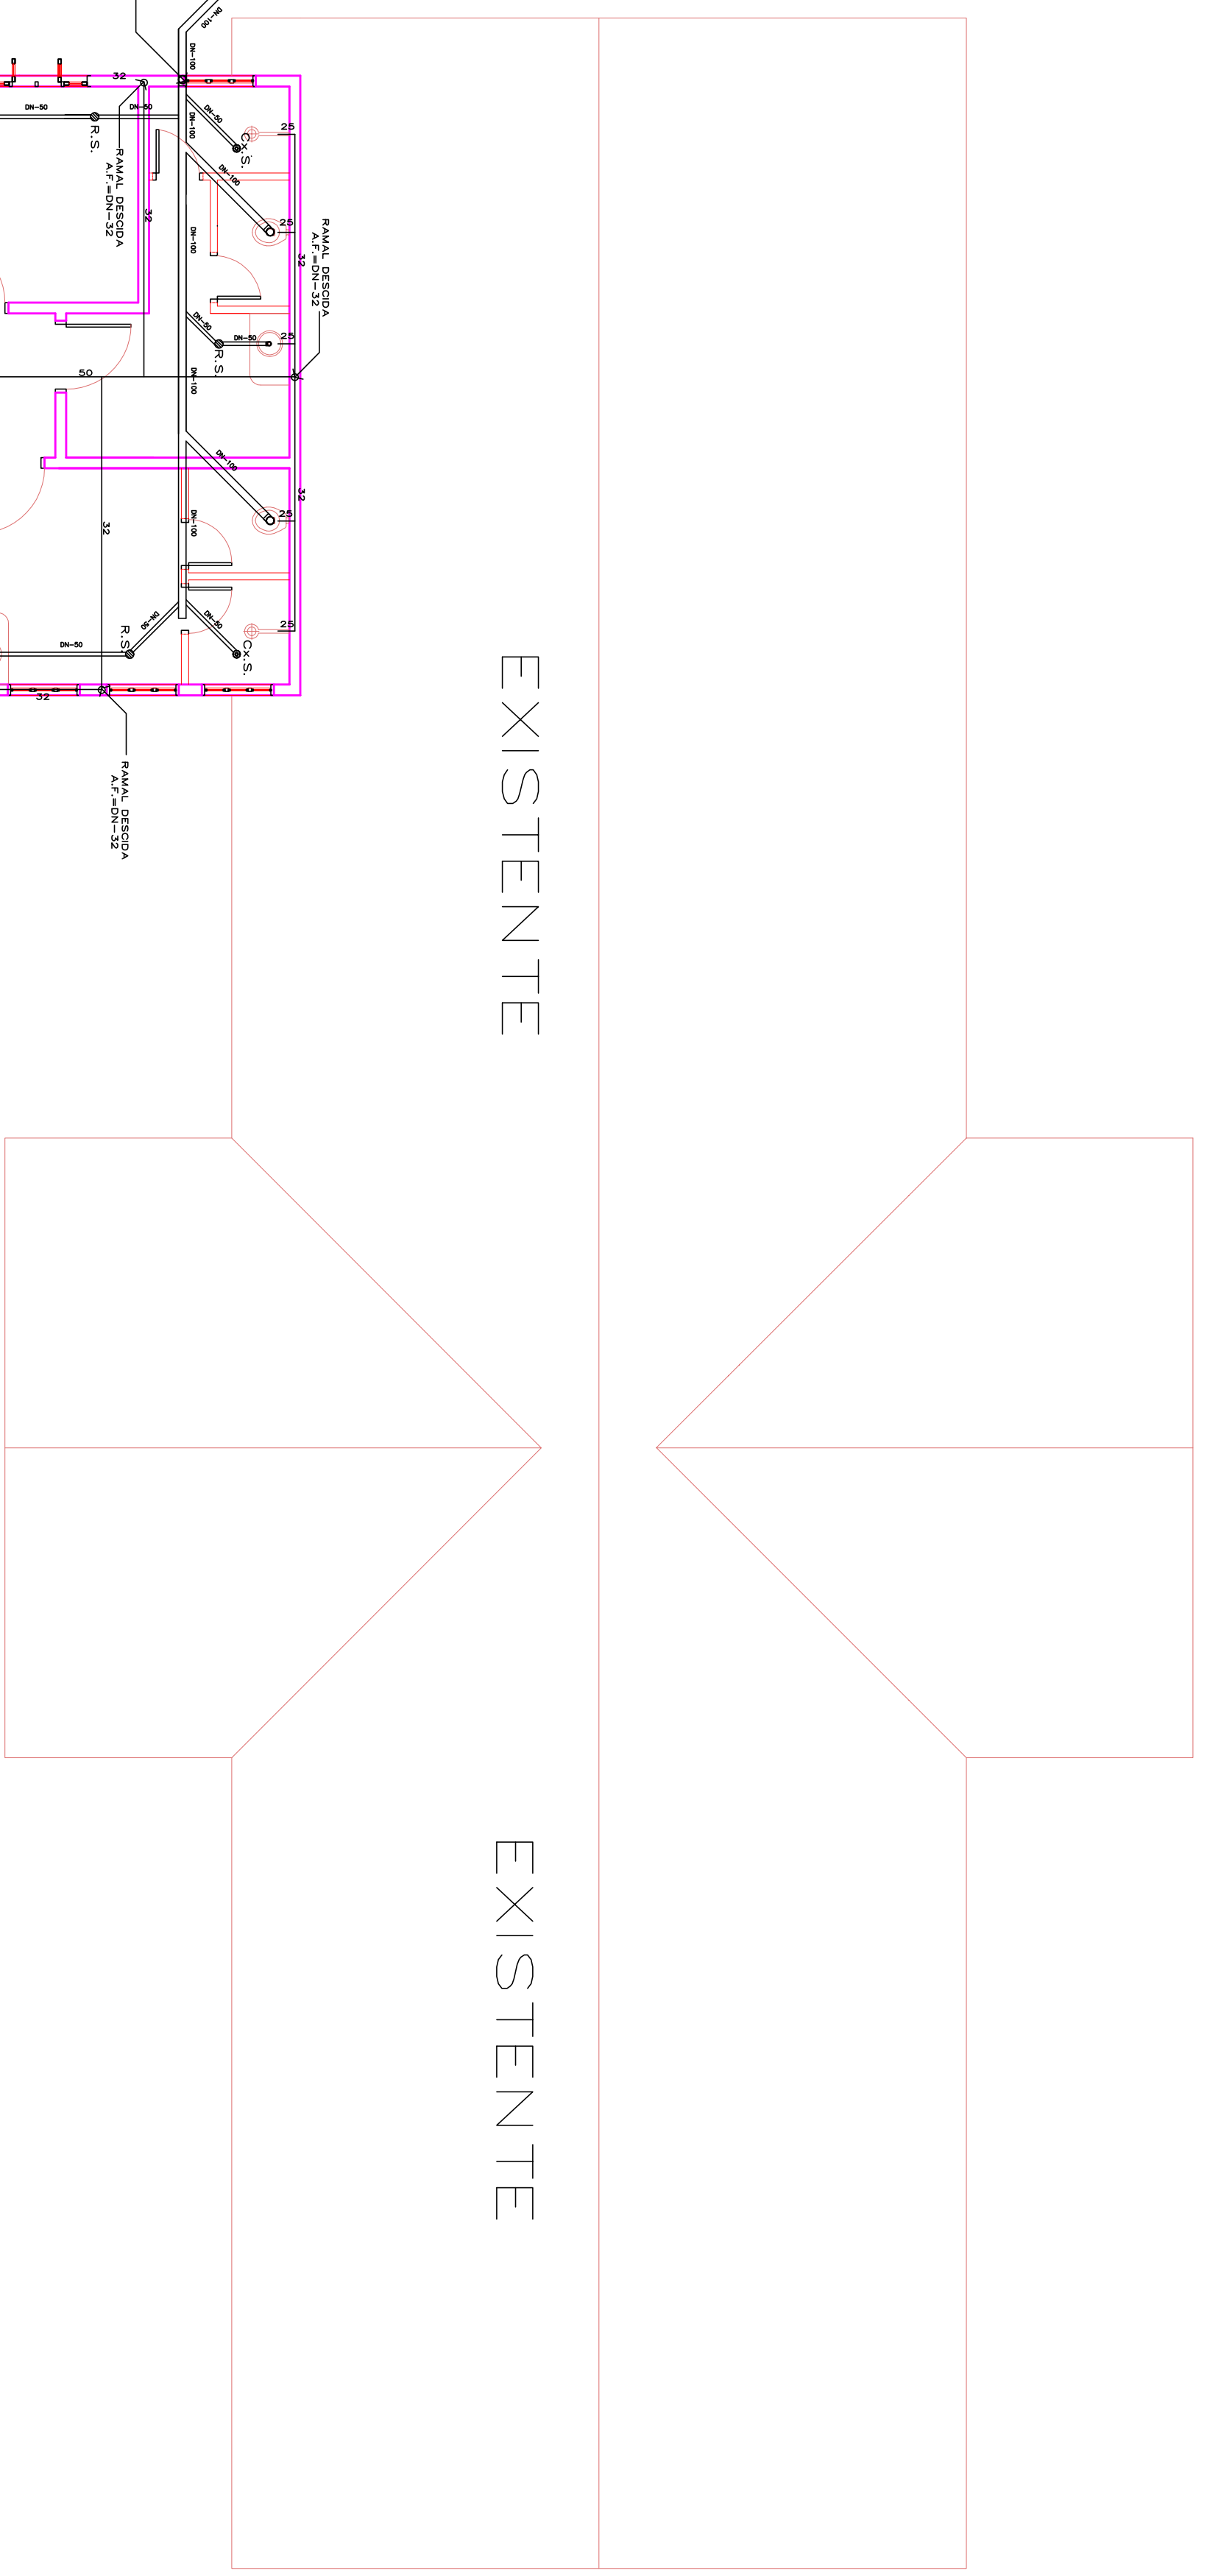 DN-100
DN-100
32
DN-50
DN-50
R.S.
DN-100
DN-50
Cx.S.
25
RAMAL DESCIDA
A.F.=DN-32
32
DN-100
25
DN-100
RAMAL DESCIDA
A.F.=DN-32
32
DN-50
R.S.
DN-50
25
50
DN-100
DN-100
32
32
25
DN-100
DN-50
DN-50
R.S.
DN-50
Cx.S.
25
32
RAMAL DESCIDA
A.F.=DN-32
EXISTENTE
EXISTENTE